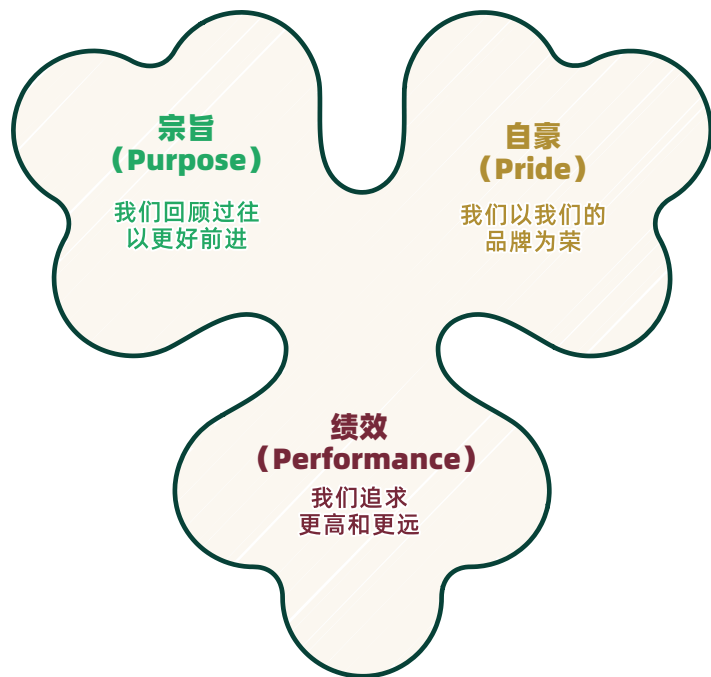 宗旨
（Purpose）
我们回顾过往
以更好前进
自豪
（Pride）
我们以我们的
品牌为荣
绩效
（Performance）
我们追求
更高和更远